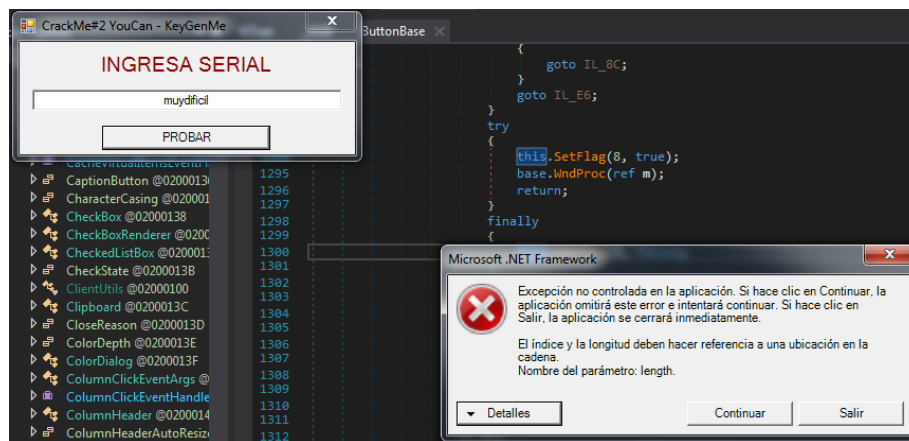 CrackMe#2 YouCan - KeyGenMe
X
ButtonBase
INGRESA SERIAL
muydificil
PROBAR
{
goto IL_8C;
}
goto IL_E6;
}
try
{
this.SetFlag(8, true);
base.WndProc(ref m);
return;
}
finally
{
1295
1296
1297
1298
1299
1300
1301
1302
1303
1304
1305
1306
1307
1308
1309
1310
1311
1312
CaptionButton @0200013
CharacterCasing @020001
CheckBox @02000138
CheckBoxRenderer @0200
CheckedListBox @020001
CheckState @0200013B
ClientUtils @02000100
Clipboard @0200013C
CloseReason @0200013D
ColorDepth @0200013E
ColorDialog @0200013F
ColumnClickEventArgs @
ColumnClickEventHandle
ColumnHeader @0200014
ColumnHeaderAutoResiz
Microsoft .NET Framework
X
Excepción no controlada en la aplicación. Si hace clic en Continuar, la
aplicación omitirá este error e intentará continuar. Si hace clic en
Salir, la aplicación se cerrará inmediatamente.
El índice y la longitud deben hacer referencia a una ubicación en la
cadena.
Nombre del parámetro: length.
Detalles
Continuar
Salir